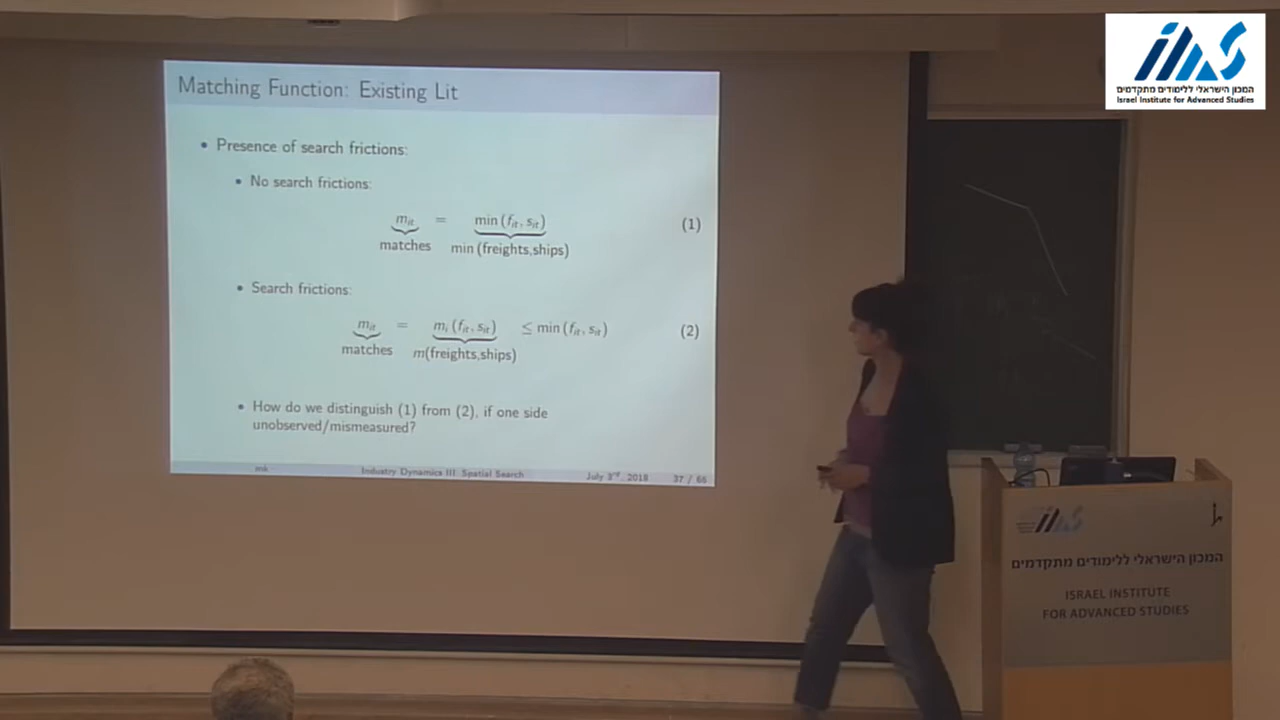 Matching Function: Existing Lit
• Presence of search frictions:
• No search frictions:
m_it = min (f_it, s_it) (1)
matches min (freights,ships)
• Search frictions:
m_it = m_i (f_it, s_it) ≤ min (f_it, s_it) (2)
matches m(freights,ships)
• How do we distinguish (1) from (2), if one side
unobserved/mismeasured?
mk Industry Dynamics III: Spatial Search July 3rd, 2018 37 / 66
המכון הישראלי ללימודים מתקדמים
Israel Institute for Advanced Studies
המכון הישראלי ללימודים מתקדמים
ISRAEL INSTITUTE
FOR ADVANCED STUDIES